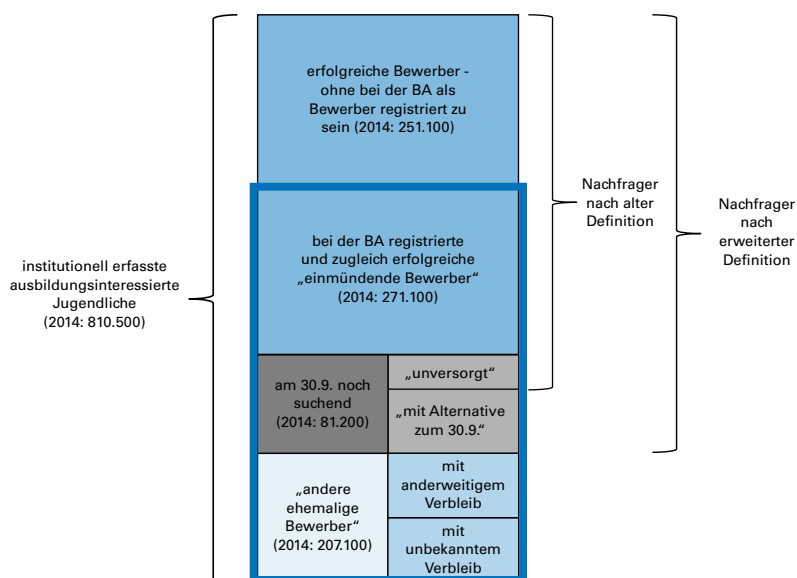 erfolgreiche Bewerber -
ohne bei der BA als
Bewerber registriert zu
sein (2014: 251.100)
Nachfrager
nach alter
Definition
Nachfrager
nach
erweiterter
Definition
bei der BA registrierte
und zugleich erfolgreiche
„einmündende Bewerber“
(2014: 271.100)
institutionell erfasste
ausbildungsinteressierte
Jugendliche
(2014: 810.500)
am 30.9. noch
suchend
(2014: 81.200)
„unversorgt“
„mit Alternative
zum 30.9.“
„andere
ehemalige
Bewerber“
(2014: 207.100)
mit
anderweitigem
Verbleib
mit
unbekanntem
Verbleib